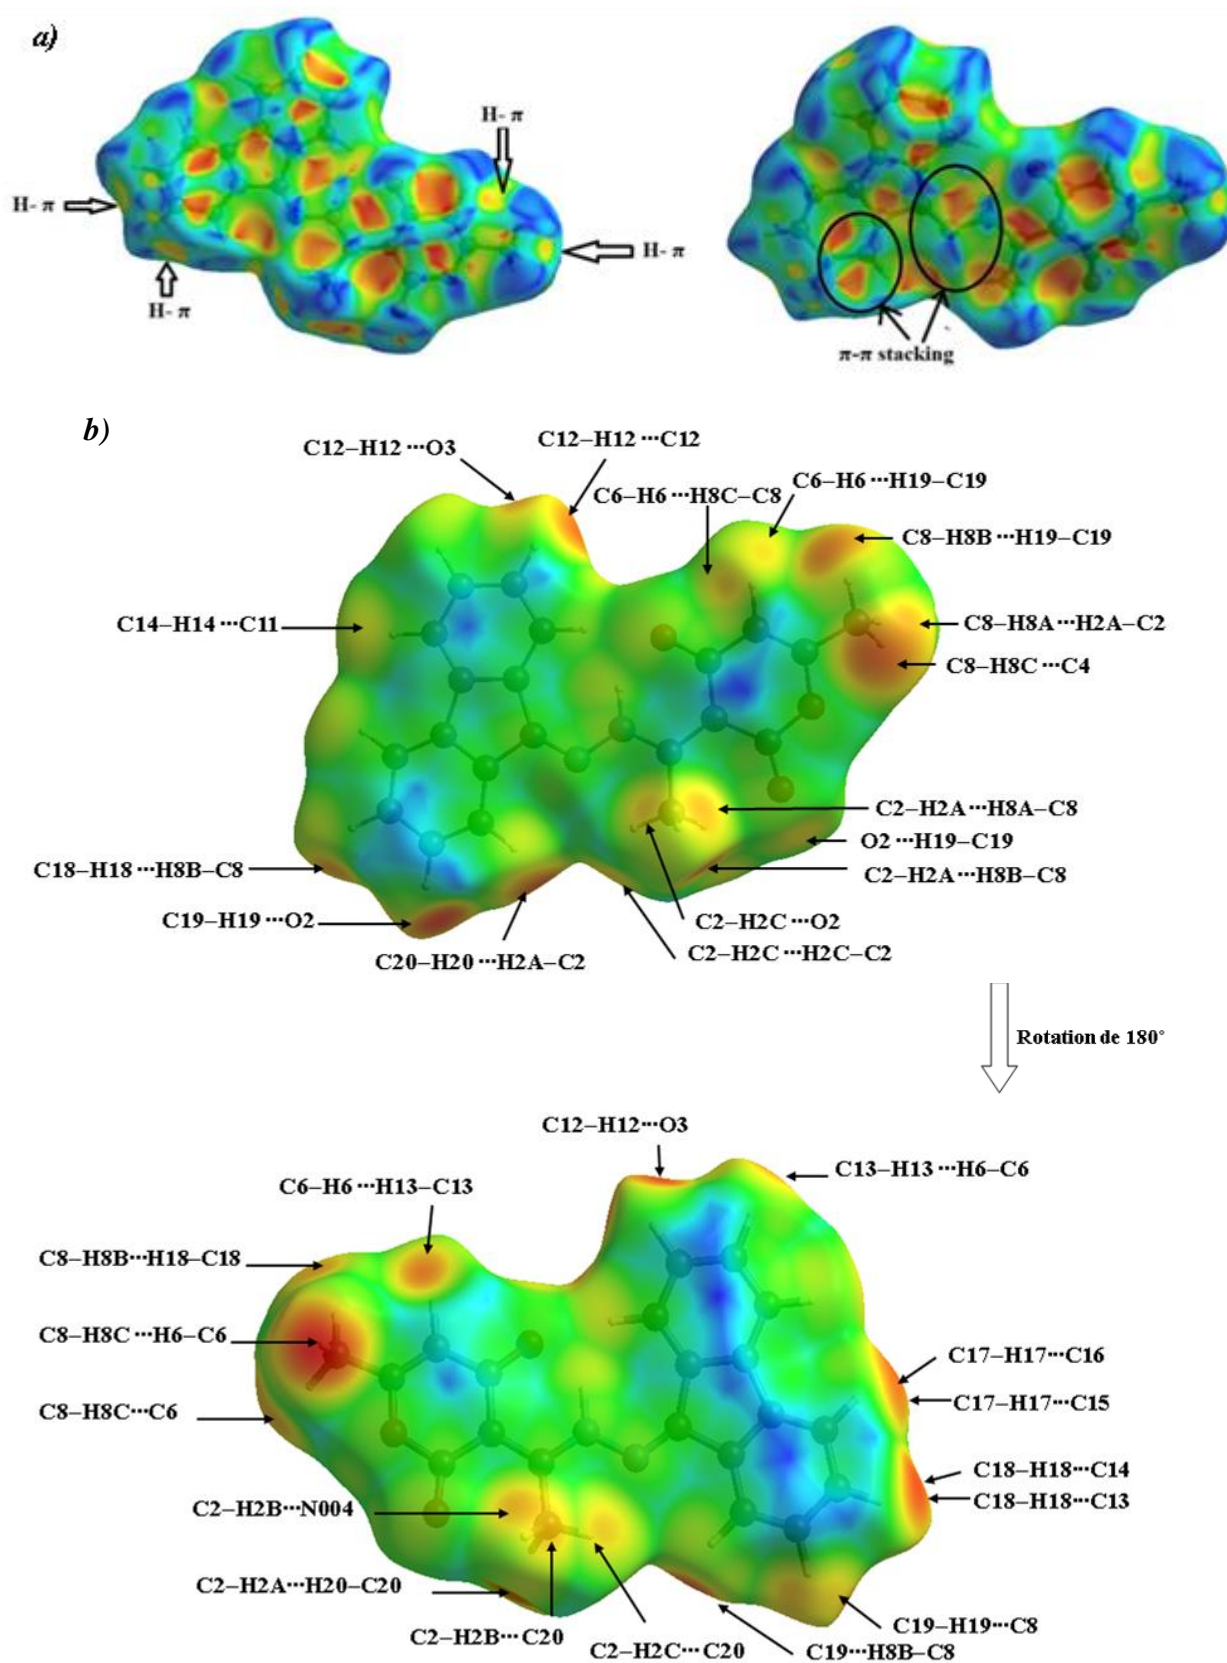 a)
H- π
H- π
H- π
H- π
π-π stacking
b)
C12–H12 ···O3
C12–H12 ···C12
C6–H6 ···H8C–C8
C6–H6 ···H19–C19
C8–H8B ···H19–C19
C14–H14 ···C11
C8–H8A···H2A–C2
C8–H8C ···C4
C2–H2A···H8A–C8
O2 ···H19–C19
C18–H18 ···H8B–C8
C2–H2A···H8B–C8
C19–H19 ···O2
C2–H2C ···O2
C20–H20 ···H2A–C2
C2–H2C ···H2C–C2
Rotation de 180°
C12–H12···O3
C13–H13 ···H6–C6
C6–H6 ···H13–C13
C8–H8B···H18–C18
C8–H8C ···H6–C6
C17–H17···C16
C17–H17···C15
C8–H8C···C6
C18–H18···C14
C18–H18···C13
C2–H2B···N004
C2–H2A···H20–C20
C2–H2B···C20
C2–H2C···C20
C19–H19···C8
C19···H8B–C8